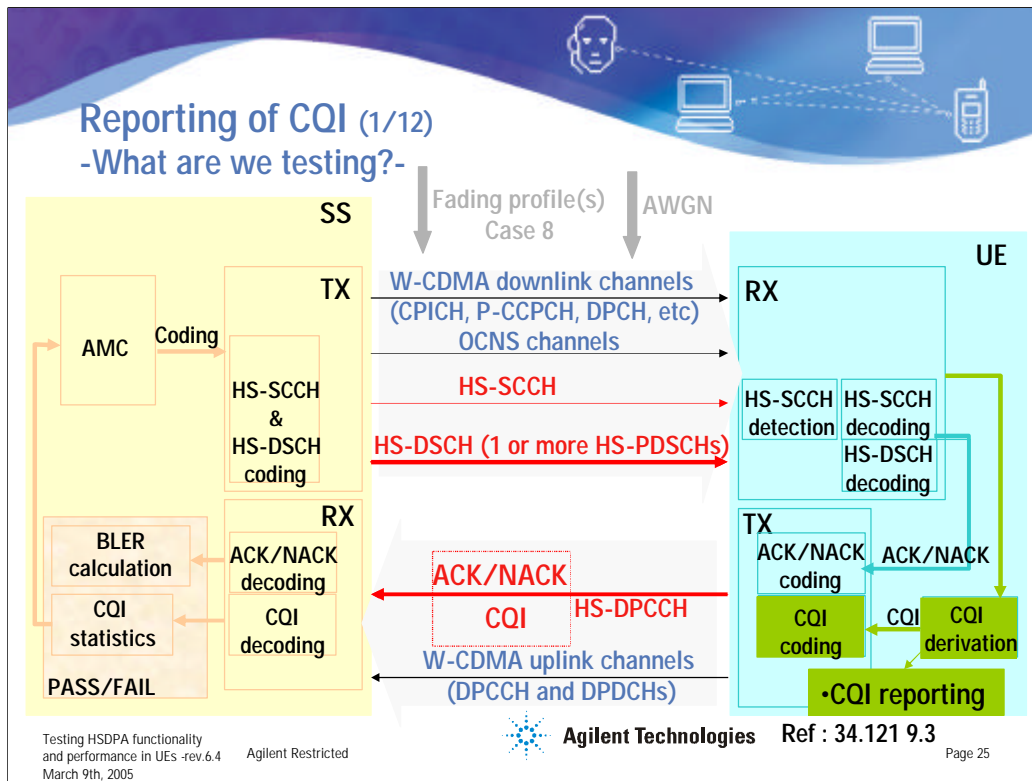 Reporting of CQI (1/12)
-What are we testing?-
Fading profile(s)
Case 8
AWGN
SS
UE
TX
AMC
Coding
HS-SCCH
&
HS-DSCH
coding
W-CDMA downlink channels
(CPICH, P-CCPCH, DPCH, etc)
OCNS channels
HS-SCCH
HS-DSCH (1 or more HS-PDSCHs)
RX
HS-SCCH
detection
HS-SCCH
decoding
HS-DSCH
decoding
RX
BLER
calculation
ACK/NACK
decoding
CQI
statistics
CQI
decoding
PASS/FAIL
ACK/NACK
CQI
HS-DPCCH
W-CDMA uplink channels
(DPCCH and DPDCHs)
TX
ACK/NACK
coding
ACK/NACK
CQI
coding
CQI
CQI
derivation
•CQI reporting
Testing HSDPA functionality
and performance in UEs -rev.6.4
March 9th, 2005
Agilent Restricted
Agilent Technologies
Ref : 34.121 9.3
Page 25